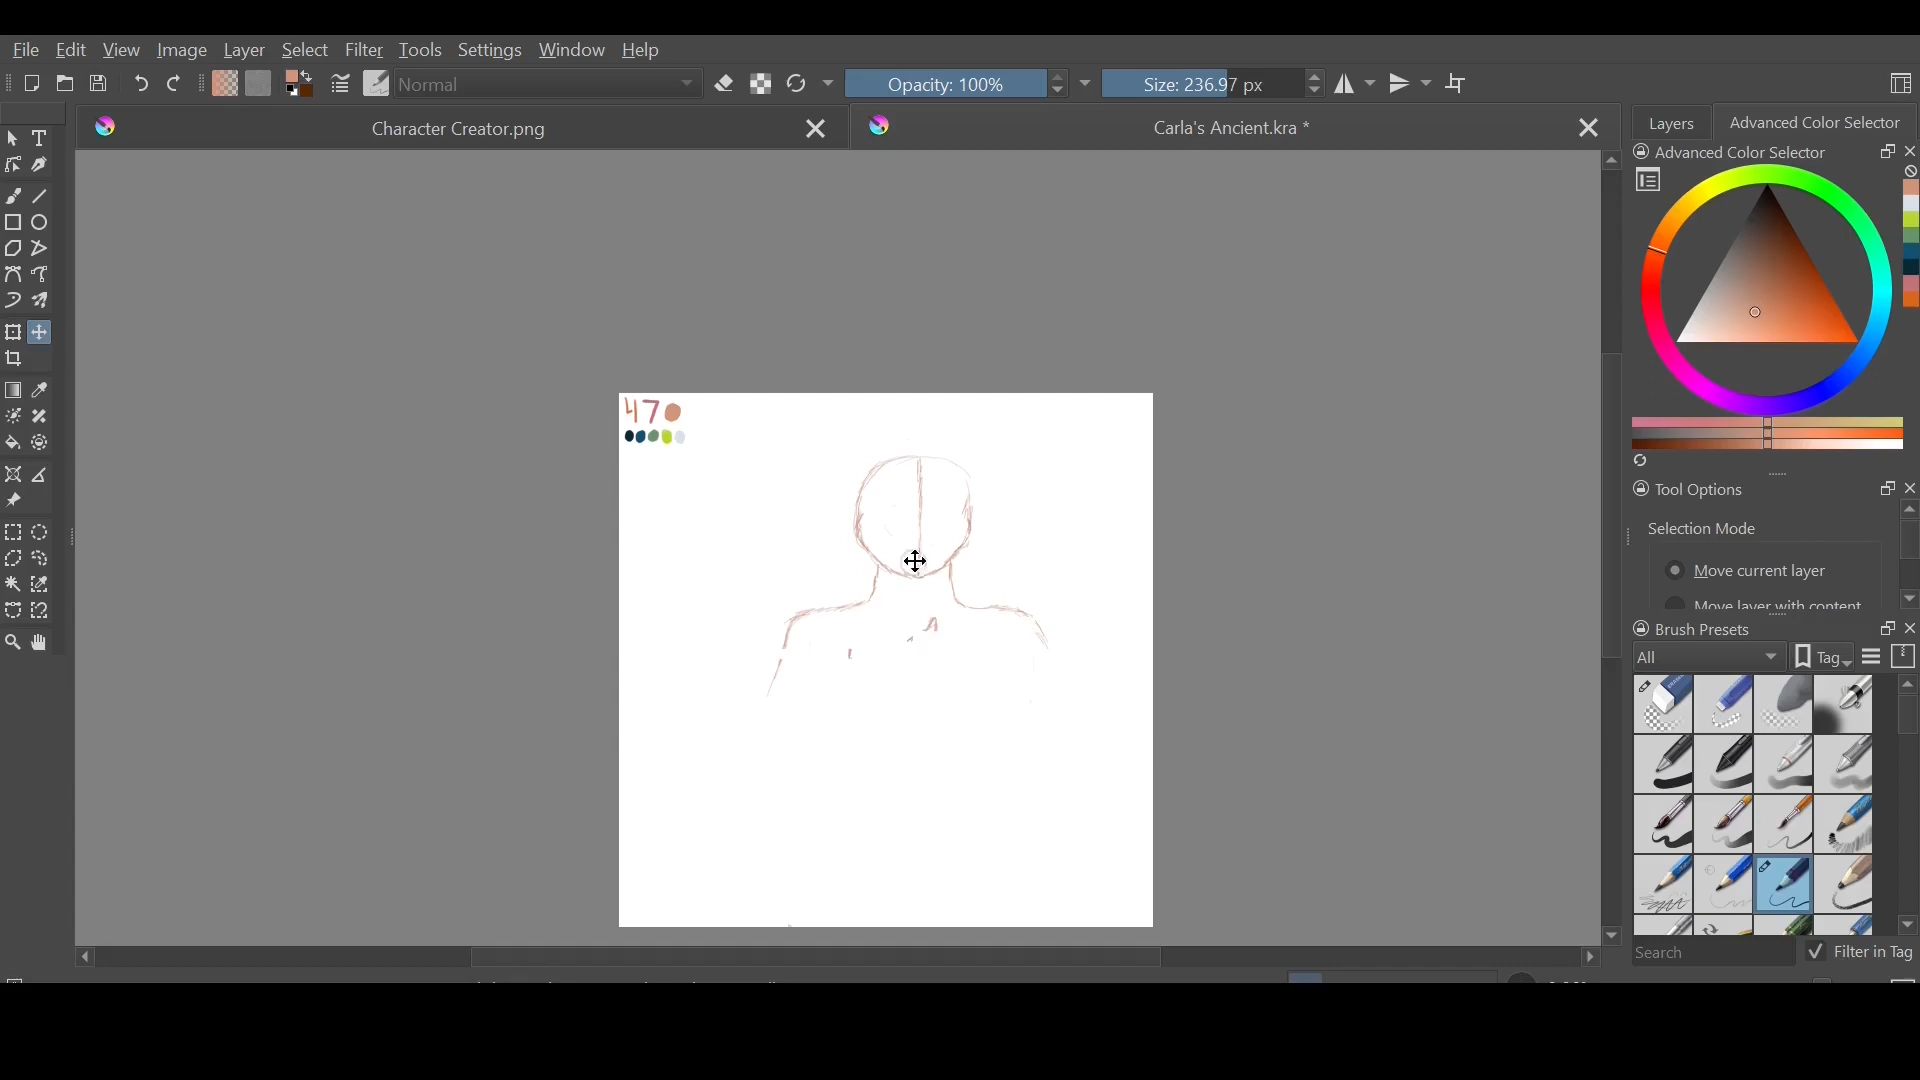 File Edit View Image Layer Select Filter Tools Settings Window Help
Normal Opacity: 100% Size: 236.97 px
Character Creator.png Carla's Ancient.kra *
Layers Advanced Color Selector
Advanced Color Selector
47
Tool Options
Selection Mode
Move current layer
Move layer with content
Brush Presets
All Tag
Search Filter in Tag